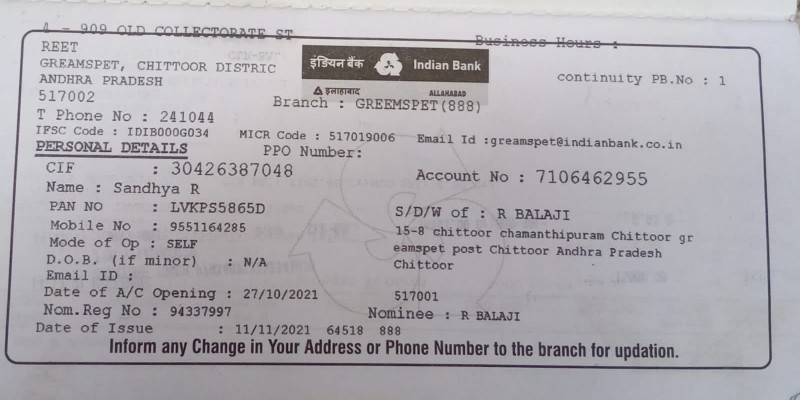 4 - 909 OLD COLLECTORATE ST
REET
Business Hours :
GREAMSPET, CHITTOOR DISTRIC
ANDHRA PRADESH
517002
इंडियन बैंक Indian Bank
इलाहाबाद ALLAHABAD
continuity PB.No : 1
Branch : GREEMSPET(888)
T Phone No : 241044
IFSC Code : IDIB000G034 MICR Code : 517019006 Email Id :greamspet@indianbank.co.in
PERSONAL DETAILS PPO Number:
CIF : 30426387048 Account No : 7106462955
Name : Sandhya R
PAN NO : LVKPS5865D S/D/W of : R BALAJI
Mobile No : 9551164285 15-8 chittoor chamanthipuram Chittoor gr
Mode of Op : SELF eamspet post Chittoor Andhra Pradesh
D.O.B. (if minor) : N/A Chittoor
Email ID :
Date of A/C Opening : 27/10/2021 517001
Nom.Reg No : 94337997 Nominee : R BALAJI
Date of Issue : 11/11/2021 64518 888
Inform any Change in Your Address or Phone Number to the branch for updation.